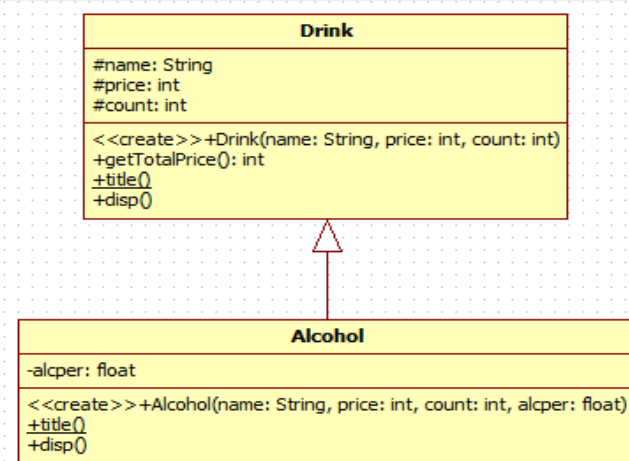 Drink
#name: String
#price: int
#count: int
<<create>>+Drink(name: String, price: int, count: int)
+getTotalPrice(): int
+title()
+disp()
Alcohol
-alcper: float
<<create>>+Alcohol(name: String, price: int, count: int, alcper: float)
+title()
+disp()